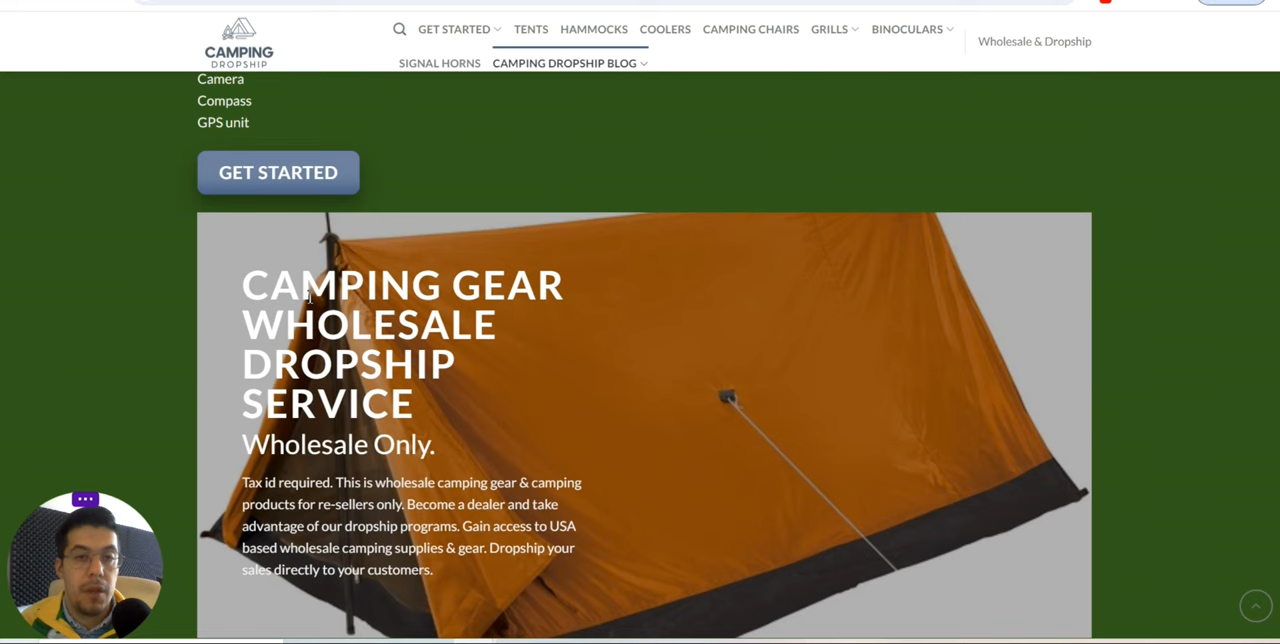 GET STARTED TENTS HAMMOCKS COOLERS CAMPING CHAIRS GRILLS BINOCULARS
Wholesale & Dropship
CAMPING
DROPSHIP
SIGNAL HORNS CAMPING DROPSHIP BLOG
Camera
Compass
GPS unit
GET STARTED
CAMPING GEAR
WHOLESALE
DROPSHIP
SERVICE
Wholesale Only.
Tax id required. This is wholesale camping gear & camping
products for re-sellers only. Become a dealer and take
advantage of our dropship programs. Gain access to USA
based wholesale camping supplies & gear. Dropship your
sales directly to your customers.